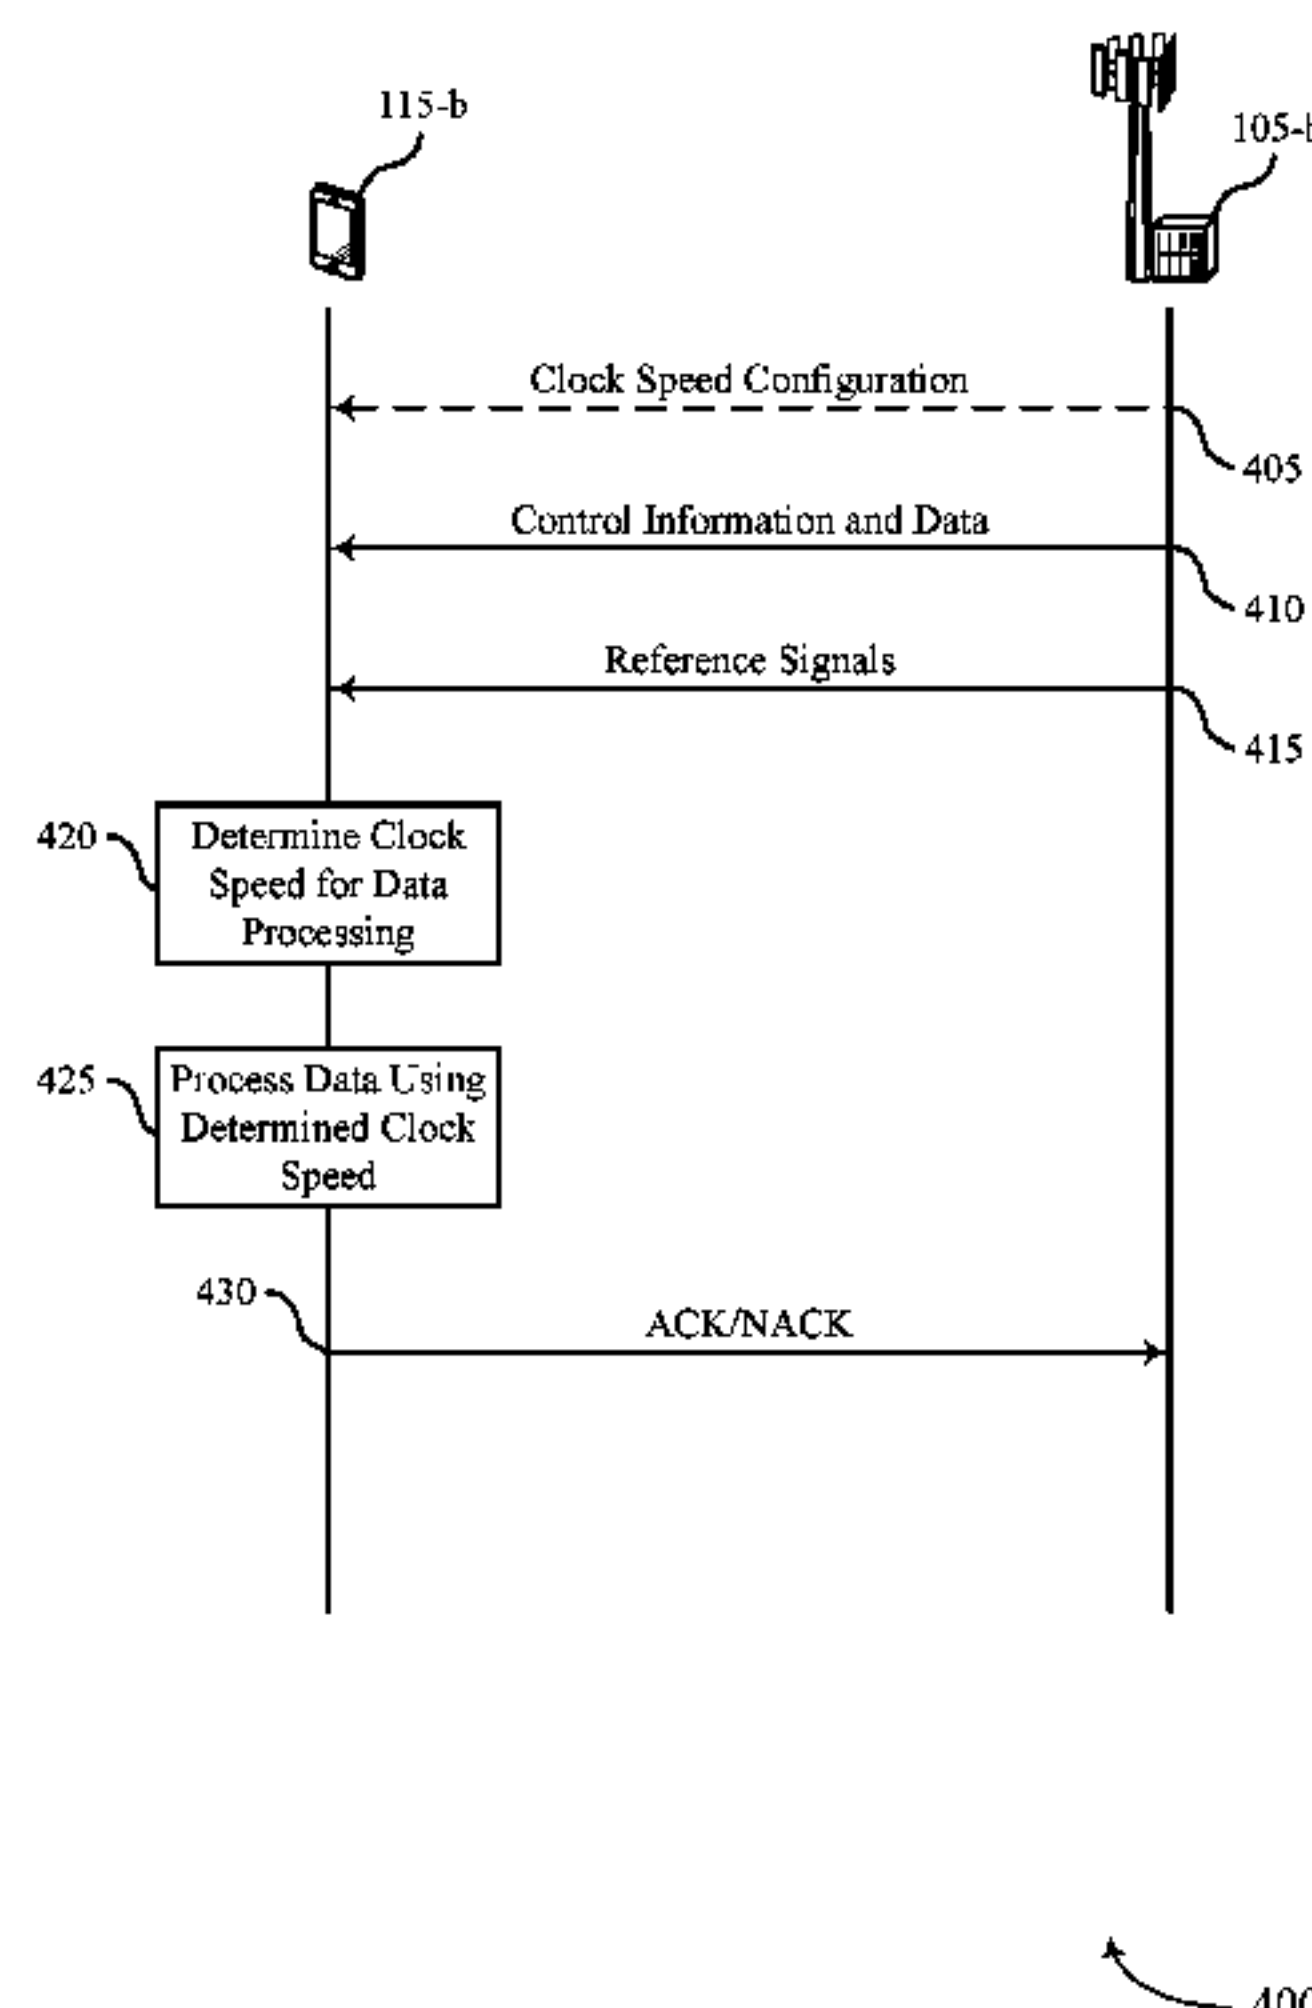 115-b
105-b
Clock Speed Configuration
405
Control Information and Data
410
Reference Signals
415
420
Determine Clock
Speed for Data
Processing
425
Process Data Using
Determined Clock
Speed
430
ACK/NACK
400